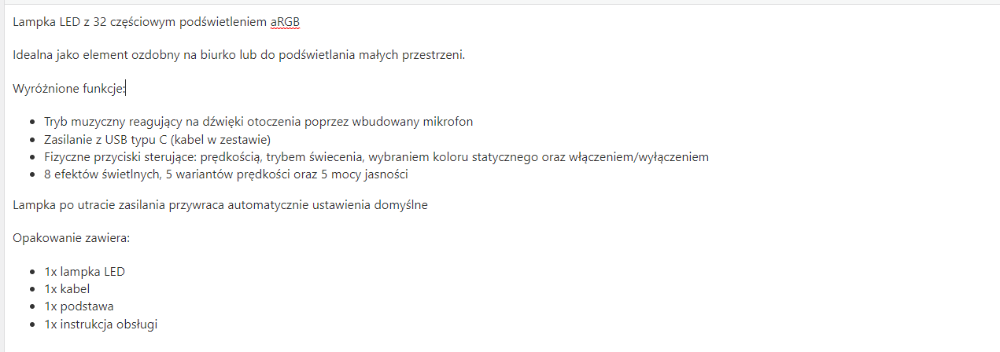 Lampka LED z 32 częściowym podświetleniem aRGB
Idealna jako element ozdobny na biurko lub do podświetlania małych przestrzeni.
Wyróżnione funkcje:
• Tryb muzyczny reagujący na dźwięki otoczenia poprzez wbudowany mikrofon
• Zasilanie z USB typu C (kabel w zestawie)
• Fizyczne przyciski sterujące: prędkością, trybem świecenia, wybraniem koloru statycznego oraz włączeniem/wyłączeniem
• 8 efektów świetlnych, 5 wariantów prędkości oraz 5 mocy jasności
Lampka po utracie zasilania przywraca automatycznie ustawienia domyślne
Opakowanie zawiera:
• 1x lampka LED
• 1x kabel
• 1x podstawa
• 1x instrukcja obsługi